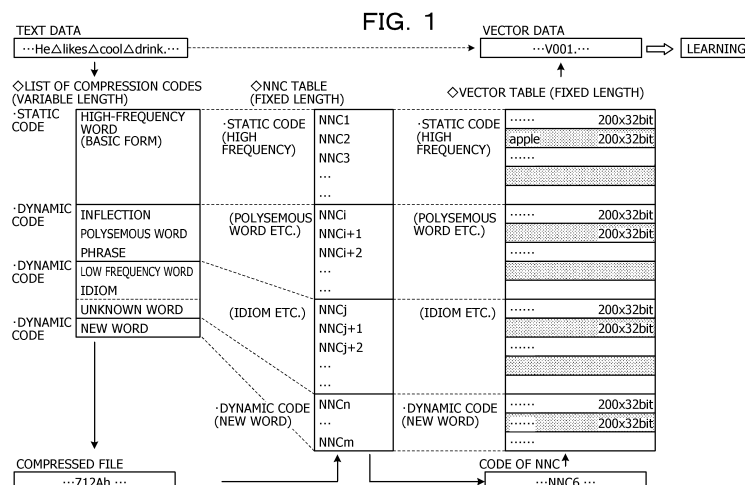 FIG. 1
TEXT DATA
···He△likes△cool△drink.···
VECTOR DATA
···V001.···
LEARNING
◇LIST OF COMPRESSION CODES
(VARIABLE LENGTH)
·STATIC
CODE
HIGH-FREQUENCY
WORD
(BASIC FORM)
·DYNAMIC
CODE
INFLECTION
POLYSEMOUS WORD
PHRASE
·DYNAMIC
CODE
LOW FREQUENCY WORD
IDIOM
UNKNOWN WORD
·DYNAMIC
CODE
NEW WORD
COMPRESSED FILE
···712Ah ···
◇NNC TABLE
(FIXED LENGTH)
·STATIC CODE
(HIGH
FREQUENCY)
NNC1
NNC2
NNC3
···
···
(POLYSEMOUS
WORD ETC.)
NNCi
NNCi+1
NNCi+2
···
···
(IDIOM ETC.)
NNCj
NNCj+1
NNCj+2
···
···
·DYNAMIC CODE
(NEW WORD)
NNCn
···
NNCm
◇VECTOR TABLE (FIXED LENGTH)
·STATIC CODE
(HIGH
FREQUENCY)
······ 200x32bit
apple 200x32bit
······
(POLYSEMOUS
WORD ETC.)
······ 200x32bit
200x32bit
······
(IDIOM ETC.)
······ 200x32bit
200x32bit
······
·DYNAMIC CODE
(NEW WORD)
······ 200x32bit
······ 200x32bit
······
CODE OF NNC
···NNC6 ···